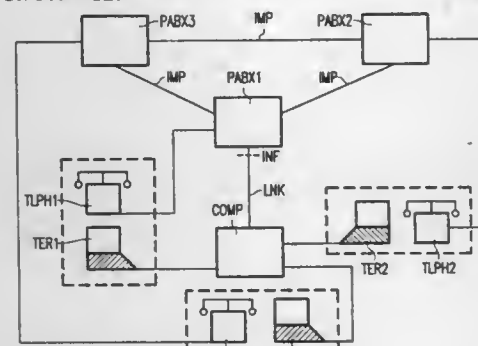 PABX3
IMP
PABX2
IMP
PABX1
IMP
INF
TLPH1
LNK
COMP
TER1
TER2
TLPH2